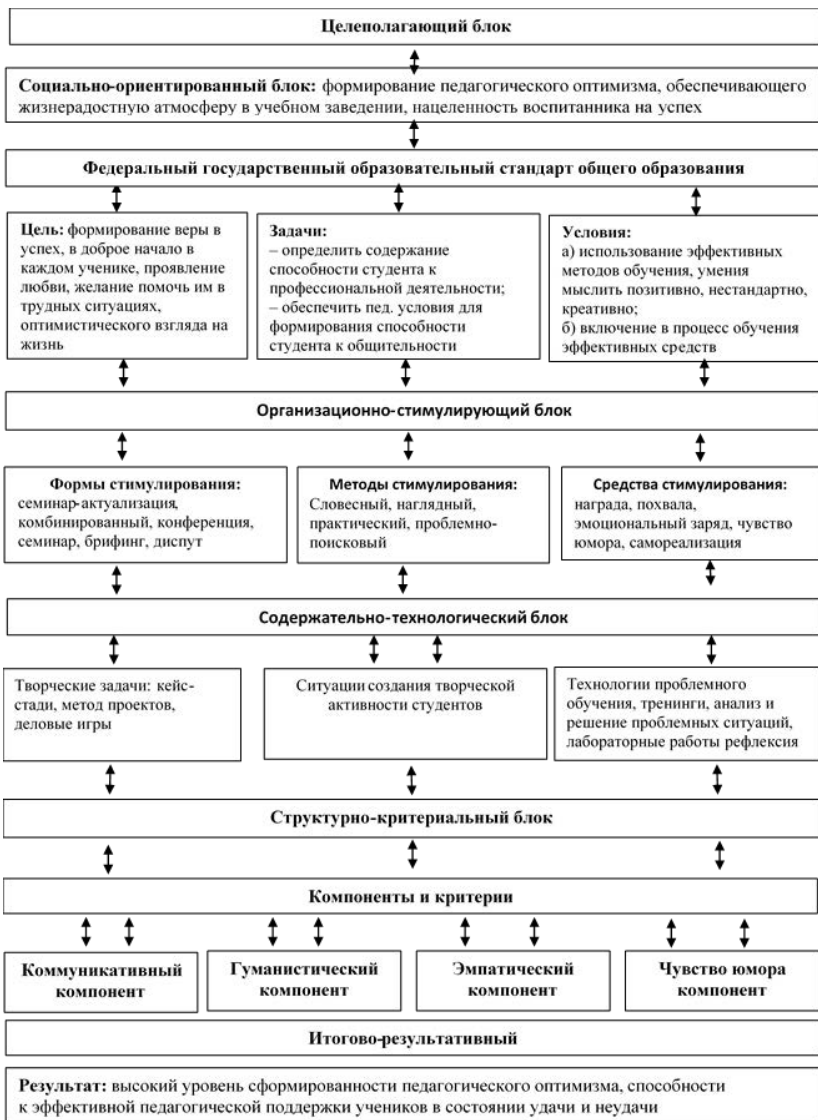 Целеполагающий блок
Социально-ориентированный блок: формирование педагогического оптимизма, обеспечивающего
жизнерадостную атмосферу в учебном заведении, нацеленность воспитанника на успех
Федеральный государственный образовательный стандарт общего образования
Цель: формирование веры в
успех, в доброе начало в
каждом ученике, проявление
любви, желание помочь им в
трудных ситуациях,
оптимистического взгляда на
жизнь
Задачи:
– определить содержание
способности студента к
профессиональной деятельности;
– обеспечить пед. условия для
формирования способности
студента к общительности
Условия:
а) использование эффективных
методов обучения, умения
мыслить позитивно, нестандартно,
креативно;
б) включение в процесс обучения
эффективных средств
Организационно-стимулирующий блок
Формы стимулирования:
семинар-актуализация,
комбинированный, конференция,
семинар, брифинг, диспут
Методы стимулирования:
Словесный, наглядный,
практический, проблемно-
поисковый
Средства стимулирования:
награда, похвала,
эмоциональный заряд, чувство
юмора, самореализация
Содержательно-технологический блок
Творческие задачи: кейс-
стади, метод проектов,
деловые игры
Ситуации создания творческой
активности студентов
Технологии проблемного
обучения, тренинги, анализ и
решение проблемных ситуаций,
лабораторные работы рефлексия
Структурно-критериальный блок
Компоненты и критерии
Коммуникативный
компонент
Гуманистический
компонент
Эмпатический
компонент
Чувство юмора
компонент
Итогово-результативный
Результат: высокий уровень сформированности педагогического оптимизма, способности
к эффективной педагогической поддержки учеников в состоянии удачи и неудачи